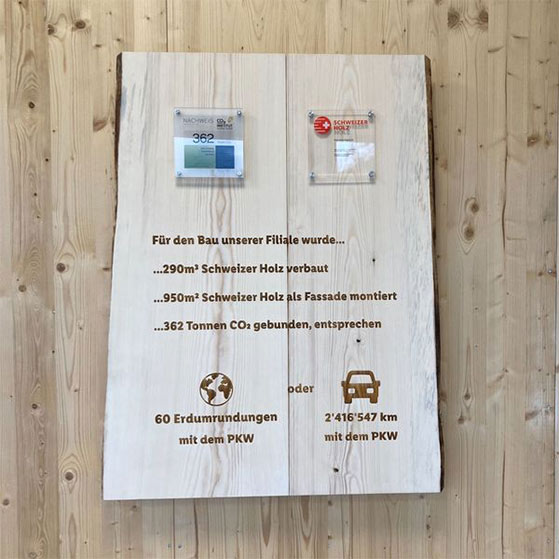 NACHWEIS
CO₂
INSTITUT
362
SCHWEIZER
HOLZ
Für den Bau unserer Filiale wurde...
...290m³ Schweizer Holz verbaut
...950m² Schweizer Holz als Fassade montiert
...362 Tonnen CO₂ gebunden, entsprechen
oder
60 Erdumrundungen
mit dem PKW
2'416'547 km
mit dem PKW